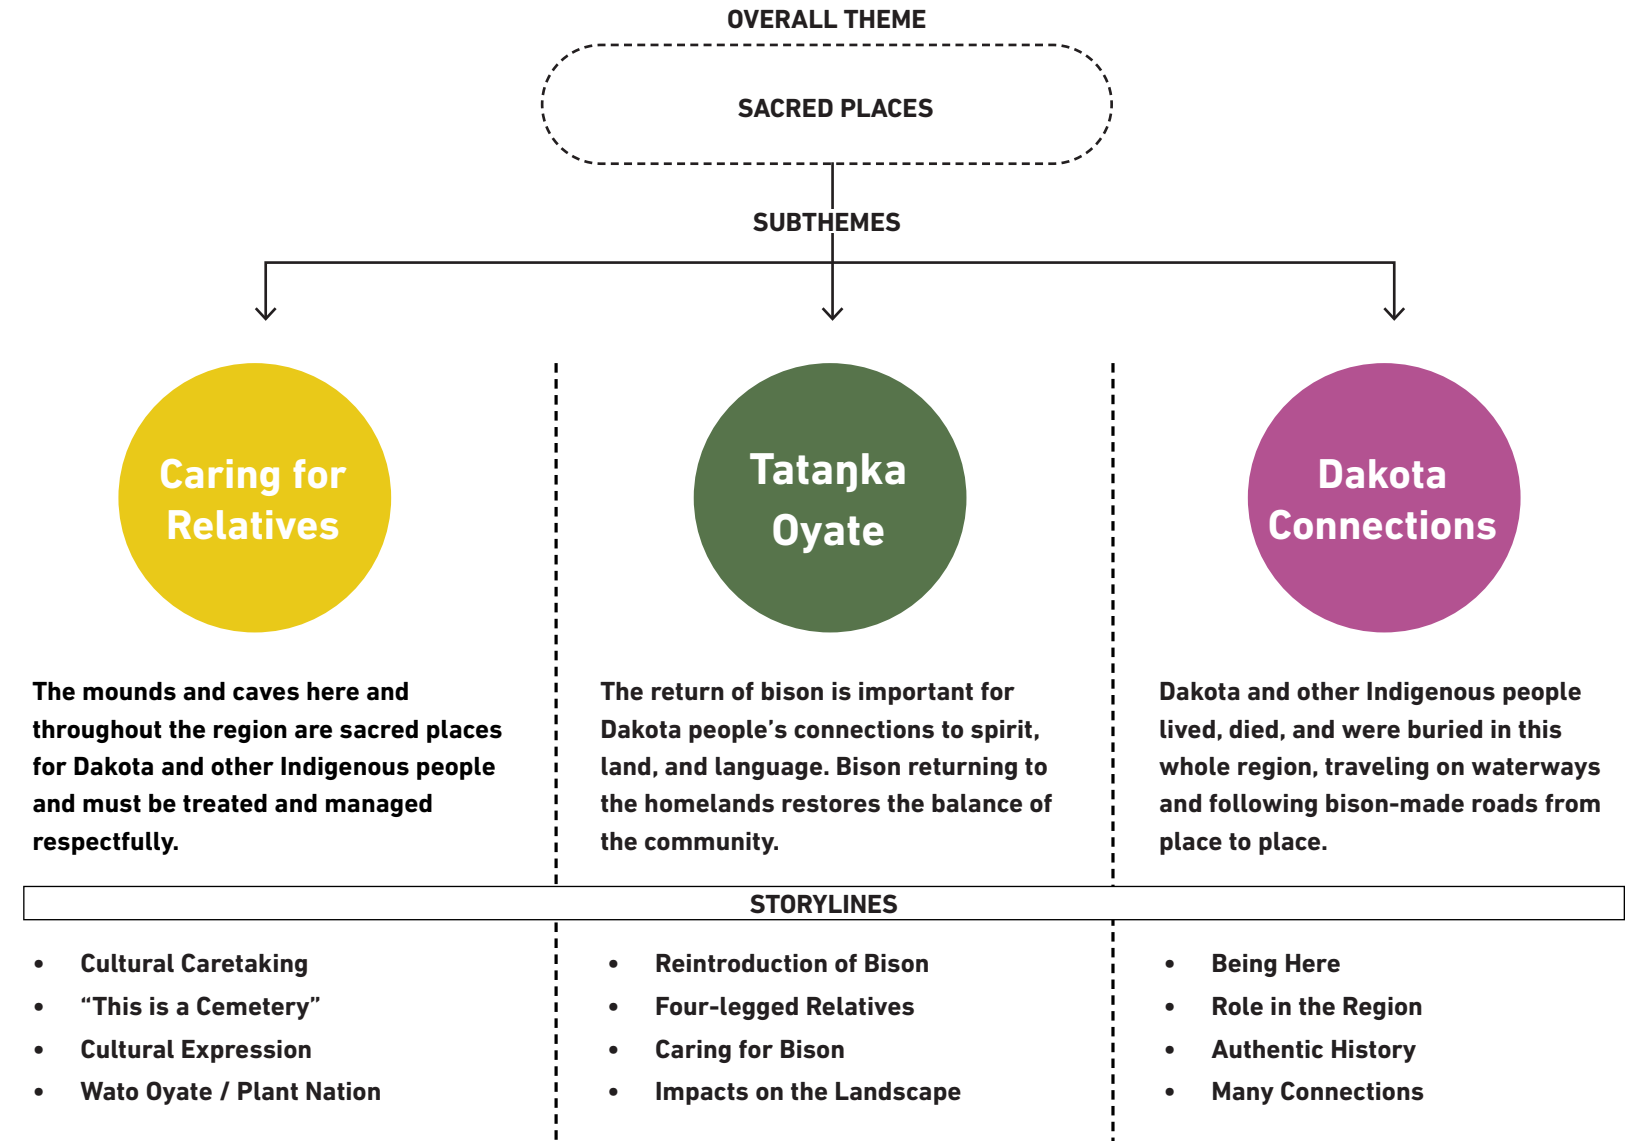 OVERALL THEME
SACRED PLACES
SUBTHEMES
Caring for
Relatives
The mounds and caves here and
throughout the region are sacred places
for Dakota and other Indigenous people
and must be treated and managed
respectfully.
Tataŋka
Oyate
The return of bison is important for
Dakota people’s connections to spirit,
land, and language. Bison returning to
the homelands restores the balance of
the community.
Dakota
Connections
Dakota and other Indigenous people
lived, died, and were buried in this
whole region, traveling on waterways
and following bison-made roads from
place to place.
STORYLINES
• Cultural Caretaking
• “This is a Cemetery”
• Cultural Expression
• Wato Oyate / Plant Nation
• Reintroduction of Bison
• Four-legged Relatives
• Caring for Bison
• Impacts on the Landscape
• Being Here
• Role in the Region
• Authentic History
• Many Connections